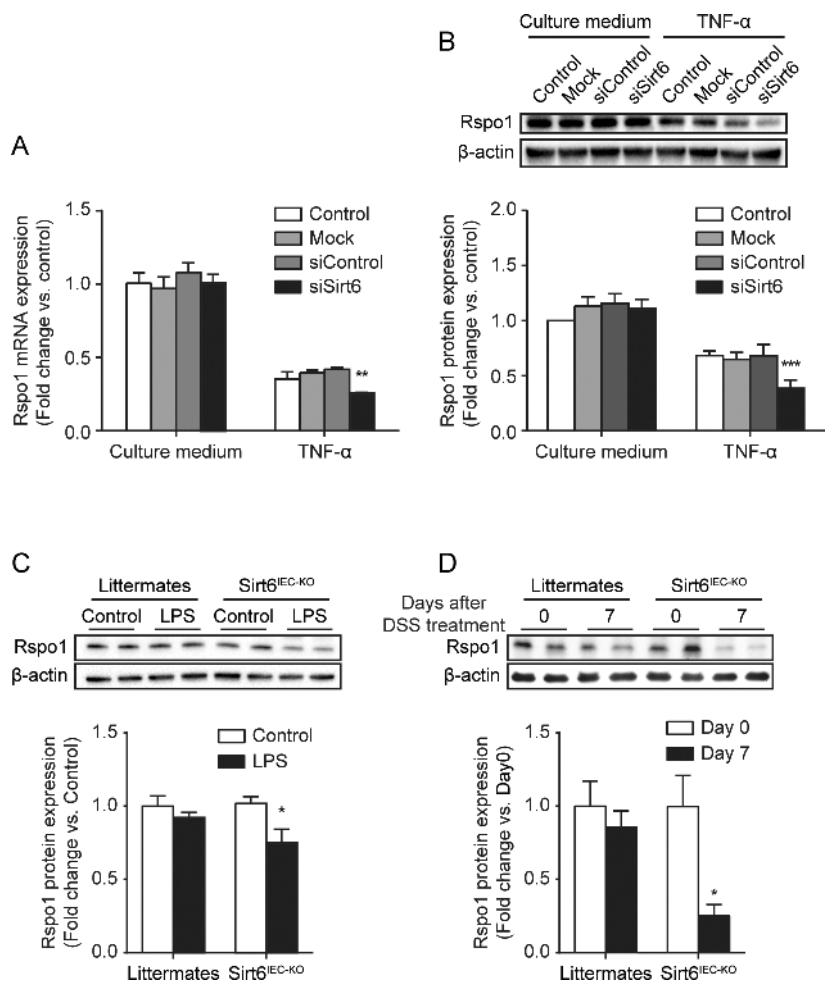 A
Rspo1 mRNA expression
(Fold change vs. control)
1.5
1.0
0.5
0.0
Control
Mock
siControl
siSirt6
**
Culture medium TNF-α
B
Culture medium TNF-α
Control Mock siControl siSirt6 Control Mock siControl siSirt6
Rspo1
β-actin
Rspo1 protein expression
(Fold change vs. control)
2.0
1.5
1.0
0.5
0.0
Control
Mock
siControl
siSirt6
***
Culture medium TNF-α
C
Littermates Sirt6IEC-KO
Control LPS Control LPS
Rspo1
β-actin
Rspo1 protein expression
(Fold change vs. Control)
1.5
1.0
0.5
0.0
Control
LPS
*
Littermates Sirt6IEC-KO
D
Littermates Sirt6IEC-KO
Days after
DSS treatment
0 7 0 7
Rspo1
β-actin
Rspo1 protein expression
(Fold change vs. Day0)
1.5
1.0
0.5
0.0
Day 0
Day 7
*
Littermates Sirt6IEC-KO